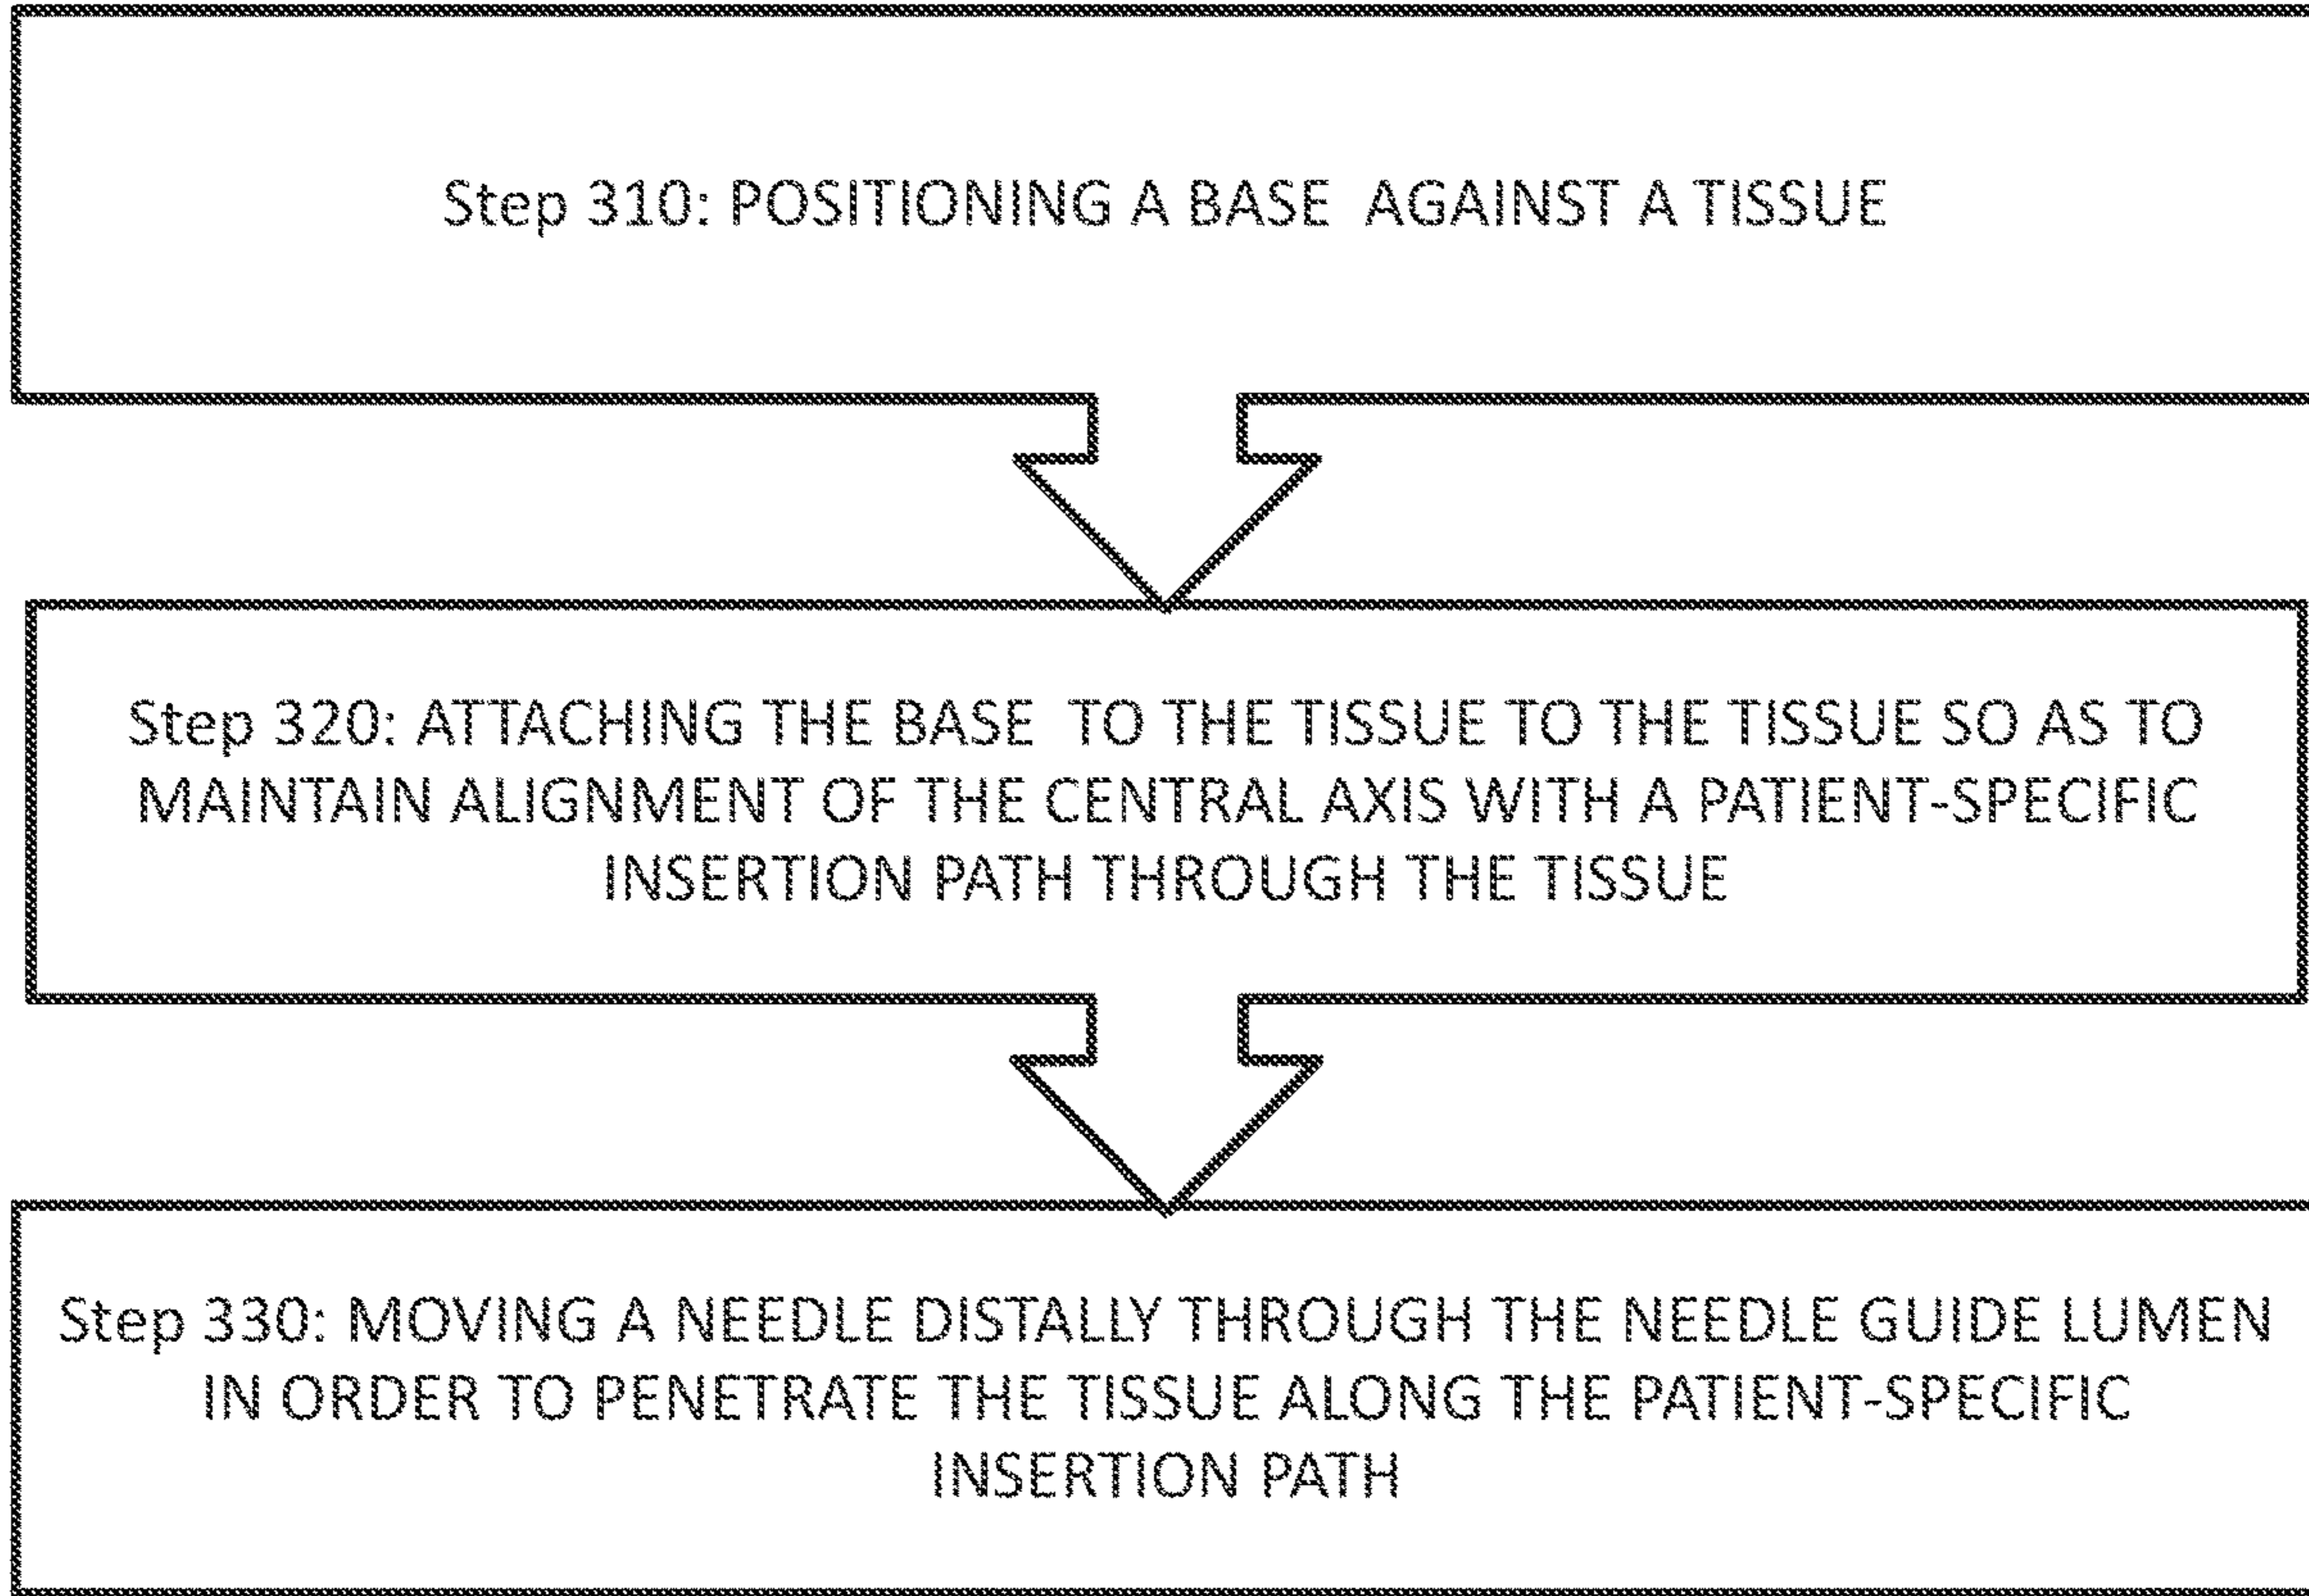 Step 310: POSITIONING A BASE AGAINST A TISSUE
Step 320: ATTACHING THE BASE TO THE TISSUE TO THE TISSUE SO AS TO
MAINTAIN ALIGNMENT OF THE CENTRAL AXIS WITH A PATIENT-SPECIFIC
INSERTION PATH THROUGH THE TISSUE
Step 330: MOVING A NEEDLE DISTALLY THROUGH THE NEEDLE GUIDE LUMEN
IN ORDER TO PENETRATE THE TISSUE ALONG THE PATIENT-SPECIFIC
INSERTION PATH